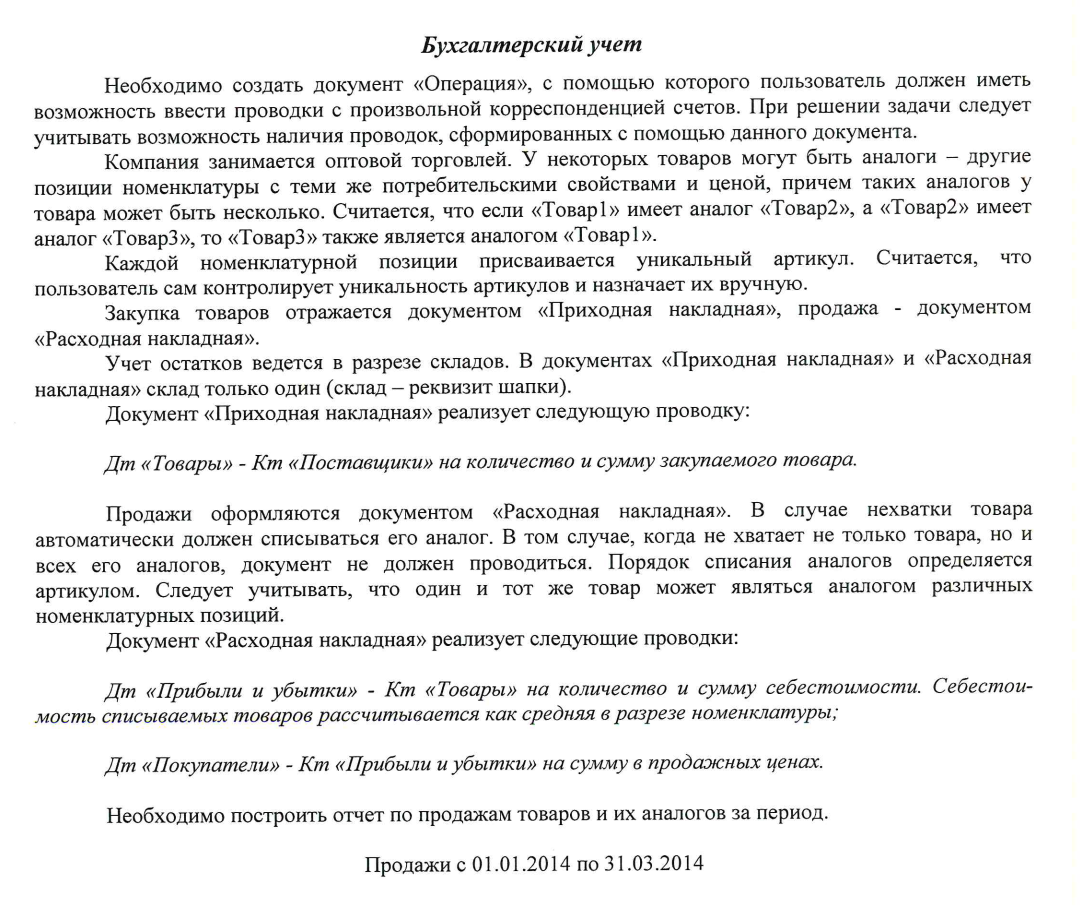 Бухгалтерский учет
Необходимо создать документ «Операция», с помощью которого пользователь должен иметь
возможность ввести проводки с произвольной корреспонденцией счетов. При решении задачи следует
учитывать возможность наличия проводок, сформированных с помощью данного документа.
Компания занимается оптовой торговлей. У некоторых товаров могут быть аналоги – другие
позиции номенклатуры с теми же потребительскими свойствами и ценой, причем таких аналогов у
товара может быть несколько. Считается, что если «Товар1» имеет аналог «Товар2», а «Товар2» имеет
аналог «Товар3», то «Товар3» также является аналогом «Товар1».
Каждой номенклатурной позиции присваивается уникальный артикул. Считается, что
пользователь сам контролирует уникальность артикулов и назначает их вручную.
Закупка товаров отражается документом «Приходная накладная», продажа - документом
«Расходная накладная».
Учет остатков ведется в разрезе складов. В документах «Приходная накладная» и «Расходная
накладная» склад только один (склад – реквизит шапки).
Документ «Приходная накладная» реализует следующую проводку:
Дт «Товары» - Кт «Поставщики» на количество и сумму закупаемого товара.
Продажи оформляются документом «Расходная накладная». В случае нехватки товара
автоматически должен списываться его аналог. В том случае, когда не хватает не только товара, но и
всех его аналогов, документ не должен проводиться. Порядок списания аналогов определяется
артикулом. Следует учитывать, что один и тот же товар может являться аналогом различных
номенклатурных позиций.
Документ «Расходная накладная» реализует следующие проводки:
Дт «Прибыли и убытки» - Кт «Товары» на количество и сумму себестоимости. Себестои-
мость списываемых товаров рассчитывается как средняя в разрезе номенклатуры;
Дт «Покупатели» - Кт «Прибыли и убытки» на сумму в продажных ценах.
Необходимо построить отчет по продажам товаров и их аналогов за период.
Продажи с 01.01.2014 по 31.03.2014